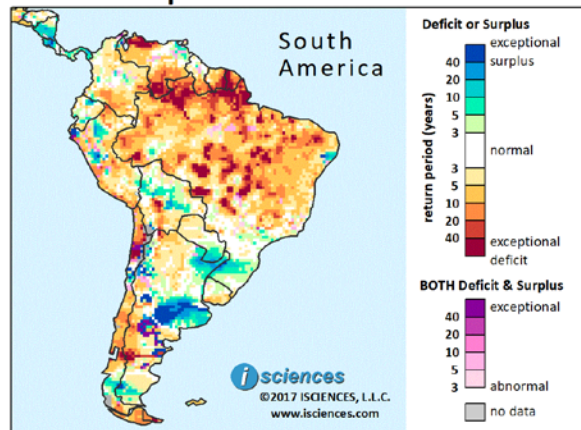 South
America
Deficit or Surplus
exceptional
surplus
40
20
10
5
3
normal
3
5
10
20
40
exceptional
deficit
return period (years)
BOTH Deficit & Surplus
exceptional
40
20
10
5
3
abnormal
no data
i sciences
©2017 ISCIENCES, L.L.C.
www.isciences.com